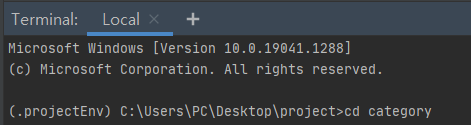 Terminal: Local × +
Microsoft Windows [Version 10.0.19041.1288]
(c) Microsoft Corporation. All rights reserved.
(.projectEnv) C:\Users\PC\Desktop\project>cd category